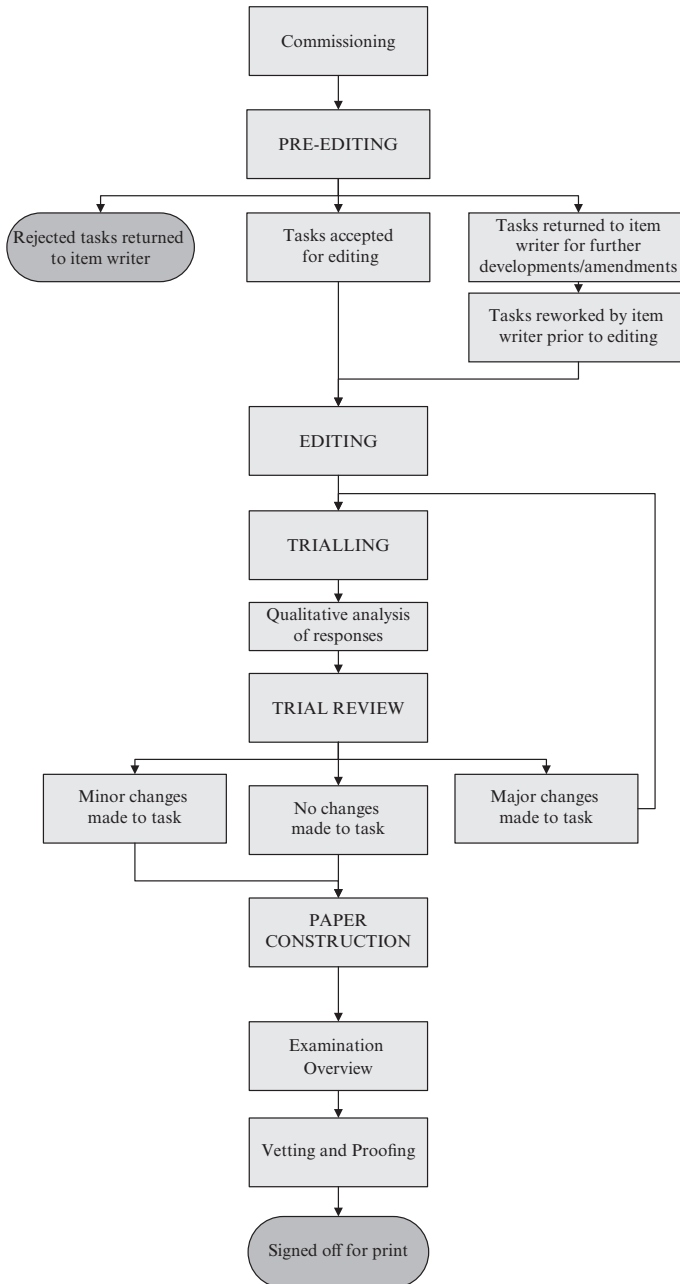 Commissioning
PRE-EDITING
Rejected tasks returned
to item writer
Tasks accepted
for editing
Tasks returned to item
writer for further
developments/amendments
Tasks reworked by item
writer prior to editing
EDITING
TRIALLING
Qualitative analysis
of responses
TRIAL REVIEW
Minor changes
made to task
No changes
made to task
Major changes
made to task
PAPER
CONSTRUCTION
Examination
Overview
Vetting and Proofing
Signed off for print